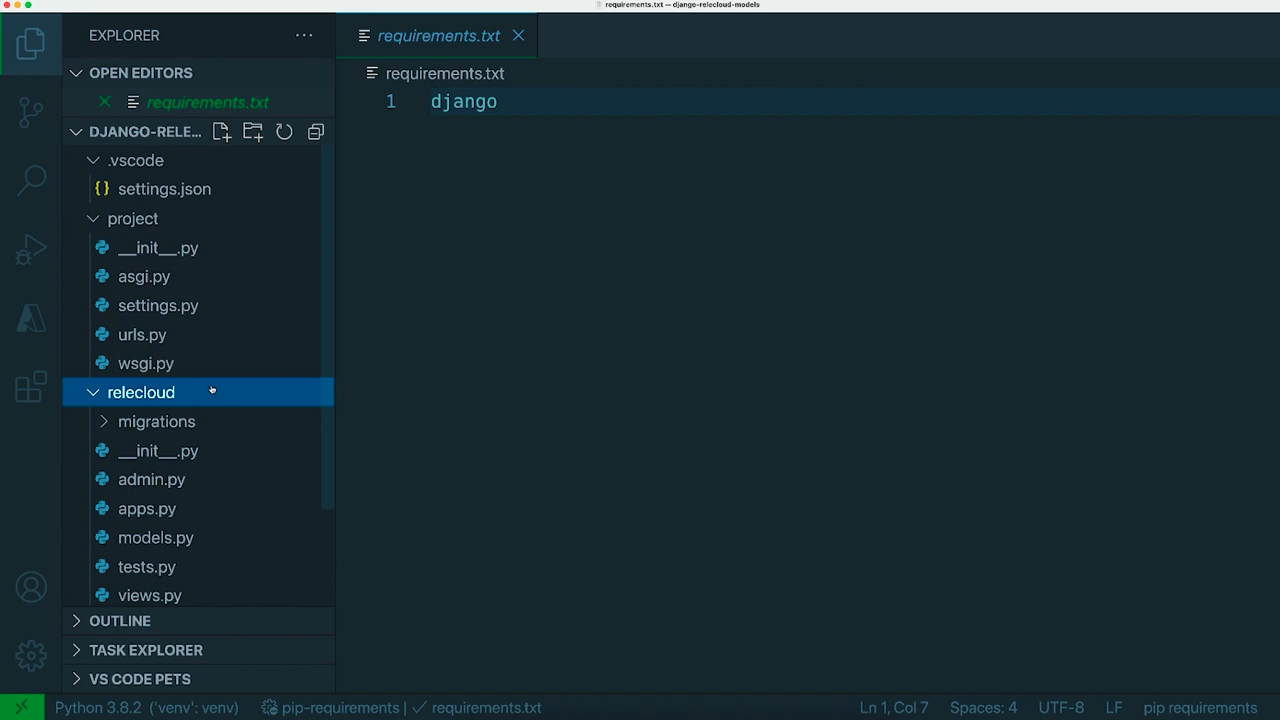 requirements.txt — django-relecloud-models
EXPLORER
requirements.txt
OPEN EDITORS
requirements.txt
requirements.txt
1 django
DJANGO-RELE...
.vscode
{} settings.json
project
__init__.py
asgi.py
settings.py
urls.py
wsgi.py
relecloud
migrations
__init__.py
admin.py
apps.py
models.py
tests.py
views.py
OUTLINE
TASK EXPLORER
VS CODE PETS
Python 3.8.2 ('venv': venv) pip-requirements | ✓ requirements.txt Ln 1, Col 7 Spaces: 4 UTF-8 LF pip requirements